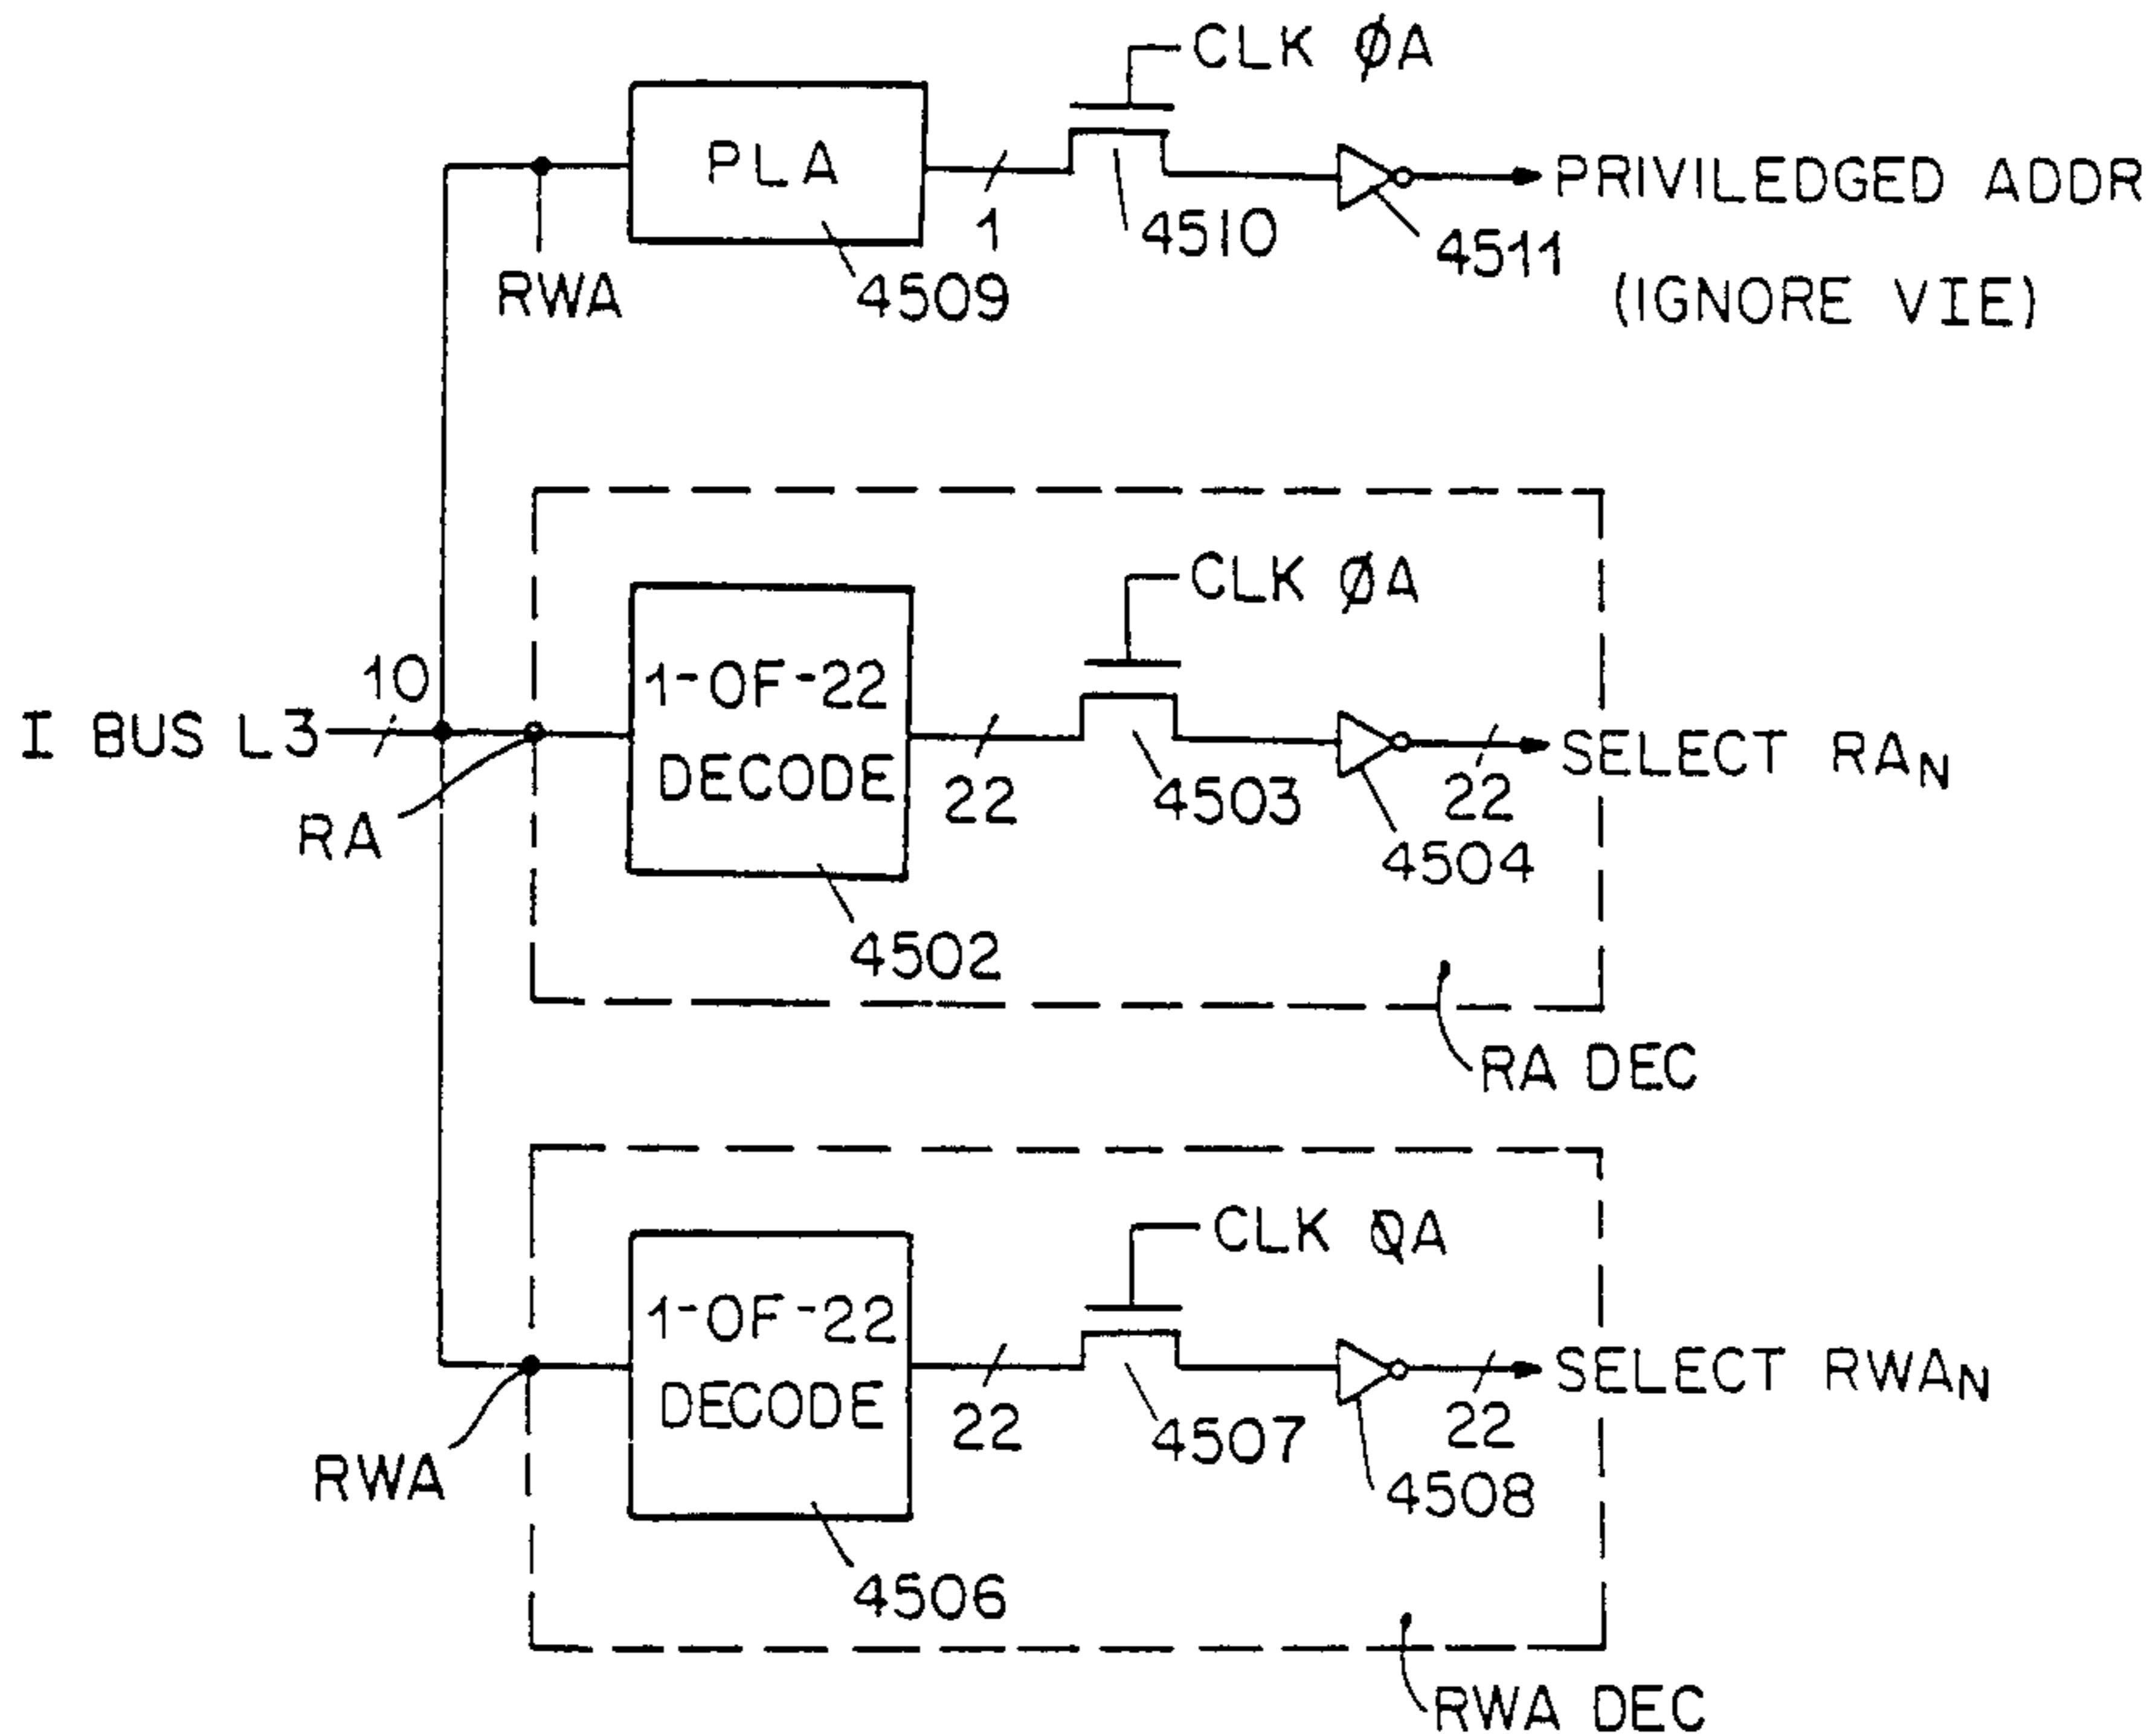 CLK ØA
PLA
1
4510
4511
PRIVILEDGED ADDR
RWA
4509
(IGNORE VIE)
CLK ØA
10
I BUS L3
1-OF-22
DECODE
22
4503
22
SELECT RAN
RA
4504
4502
RA DEC
CLK ØA
1-OF-22
DECODE
22
4507
22
SELECT RWAN
RWA
4508
4506
RWA DEC